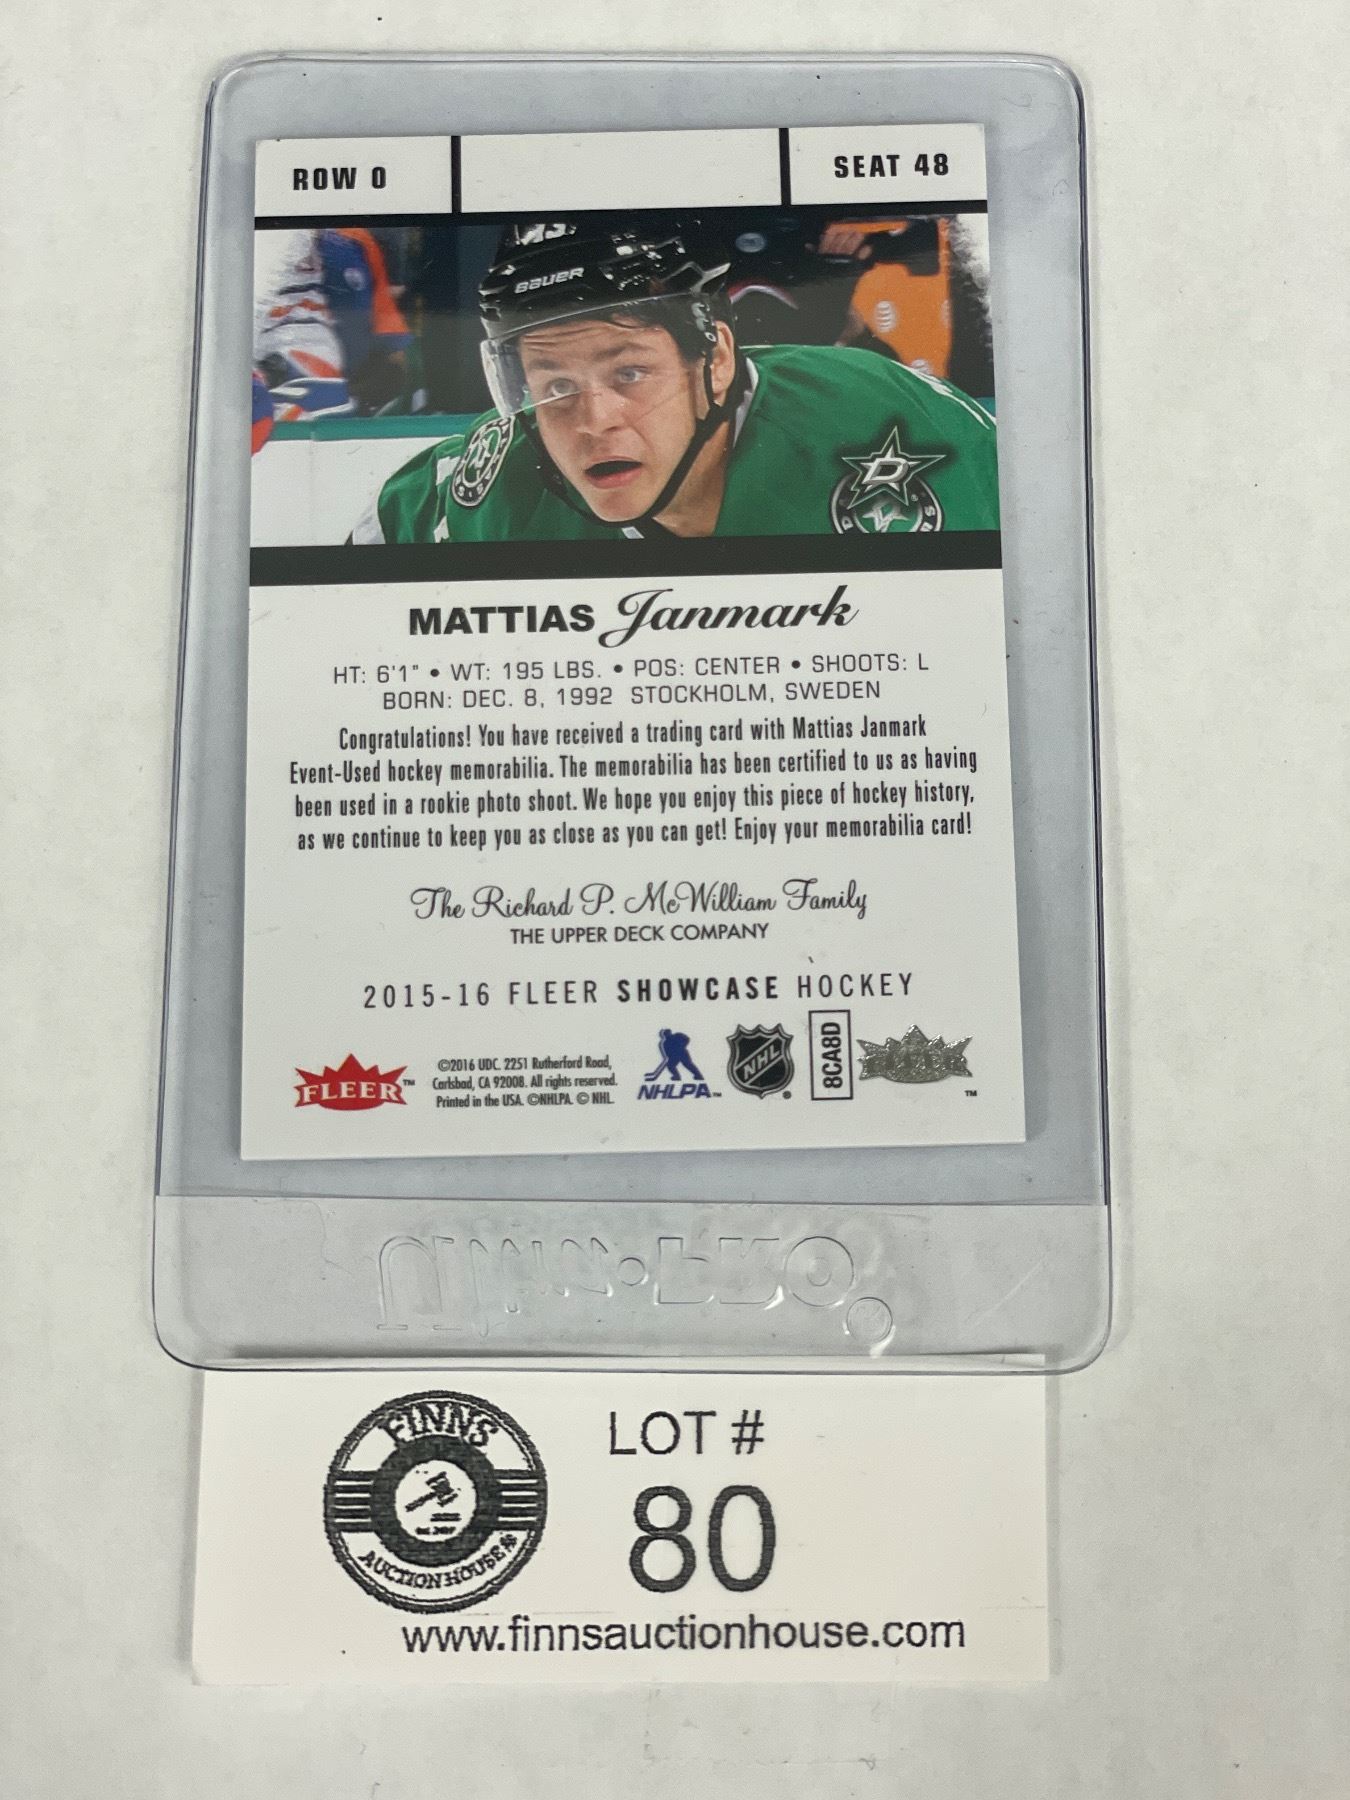 ROW 0
SEAT 48
BAUER
MATTIAS Janmark
HT: 6'1" • WT: 195 LBS. • POS: CENTER • SHOOTS: L
BORN: DEC. 8, 1992 STOCKHOLM, SWEDEN
Congratulations! You have received a trading card with Mattias Janmark
Event-Used hockey memorabilia. The memorabilia has been certified to us as having
been used in a rookie photo shoot. We hope you enjoy this piece of hockey history,
as we continue to keep you as close as you can get! Enjoy your memorabilia card!
The Richard P. McWilliam Family
THE UPPER DECK COMPANY
2015-16 FLEER SHOWCASE HOCKEY
FLEER™
©2016 UDC. 2251 Rutherford Road,
Carlsbad, CA 92008. All rights reserved.
Printed in the USA. ©NHLPA. © NHL.
NHLPA™
NHL®
8CA8D
™
FINNS
AUCTION HOUSE
LOT #
80
www.finnsauctionhouse.com